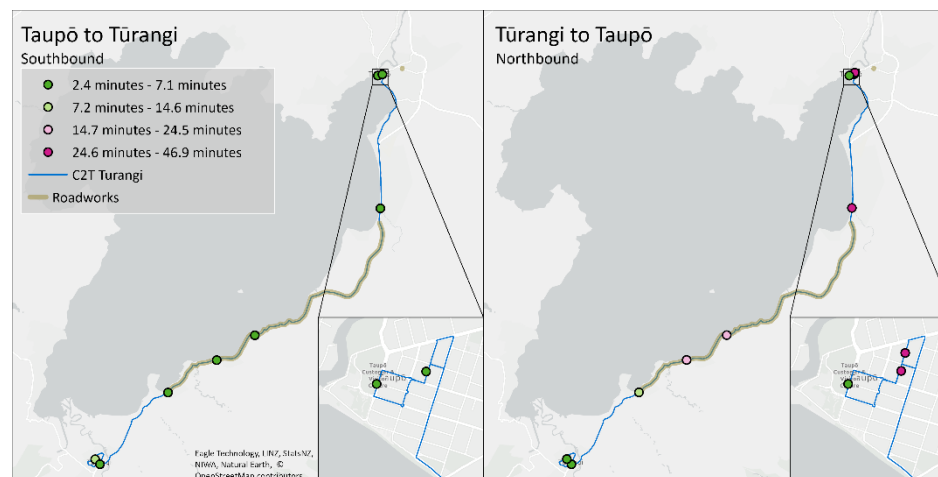 Taupō to Tūrangi
Southbound
2.4 minutes - 7.1 minutes
7.2 minutes - 14.6 minutes
14.7 minutes - 24.5 minutes
24.6 minutes - 46.9 minutes
C2T Turangi
Roadworks
Taupō
Eagle Technology, LINZ, StatsNZ,
NIWA, Natural Earth, ©
OpenStreetMap contributors
Tūrangi to Taupō
Northbound
Taupō